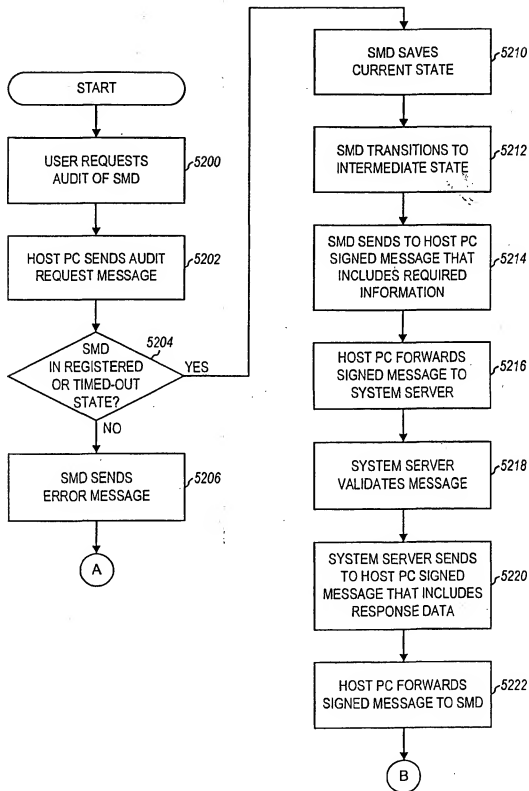 START
USER REQUESTS
AUDIT OF SMD
5200
HOST PC SENDS AUDIT
REQUEST MESSAGE
5202
SMD
IN REGISTERED
OR TIMED-OUT
STATE?
5204
YES
NO
SMD SENDS
ERROR MESSAGE
5206
A
SMD SAVES
CURRENT STATE
5210
SMD TRANSITIONS TO
INTERMEDIATE STATE
5212
SMD SENDS TO HOST PC
SIGNED MESSAGE THAT
INCLUDES REQUIRED
INFORMATION
5214
HOST PC FORWARDS
SIGNED MESSAGE TO
SYSTEM SERVER
5216
SYSTEM SERVER
VALIDATES MESSAGE
5218
SYSTEM SERVER SENDS
TO HOST PC SIGNED
MESSAGE THAT INCLUDES
RESPONSE DATA
5220
HOST PC FORWARDS
SIGNED MESSAGE TO SMD
5222
B